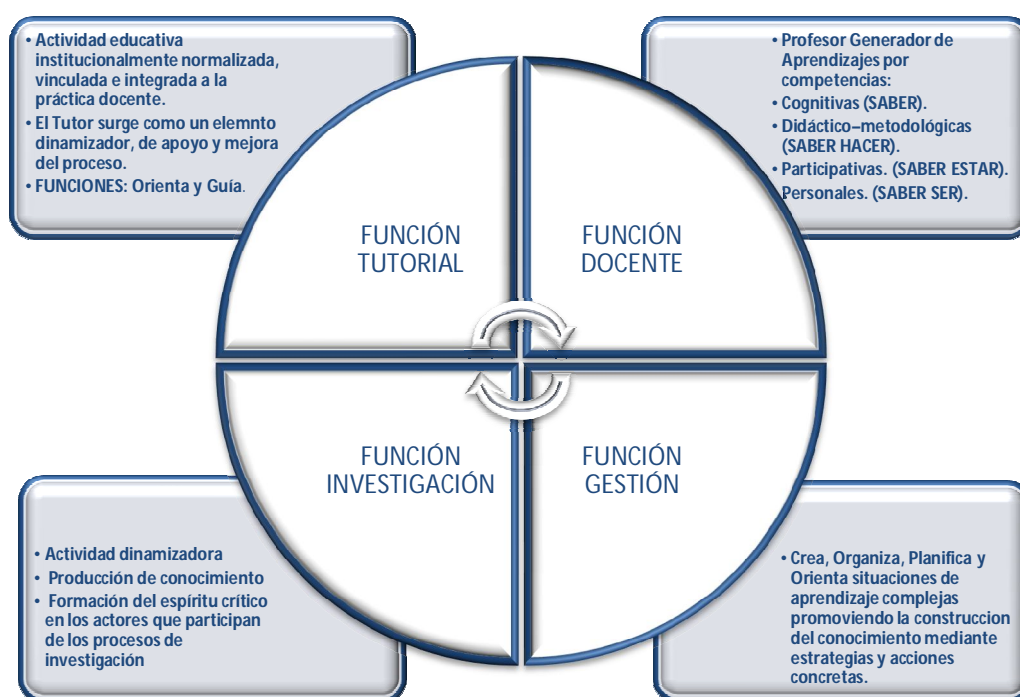 • Actividad educativa
institucionalmente normalizada,
vinculada e integrada a la
práctica docente.
• El Tutor surge como un elemnto
dinamizador, de apoyo y mejora
del proceso.
• FUNCIONES: Orienta y Guía.
• Profesor Generador de
Aprendizajes por
competencias:
• Cognitivas (SABER).
• Didáctico–metodológicas
(SABER HACER).
• Participativas. (SABER ESTAR).
• Personales. (SABER SER).
FUNCIÓN
TUTORIAL
FUNCIÓN
DOCENTE
FUNCIÓN
INVESTIGACIÓN
FUNCIÓN
GESTIÓN
• Actividad dinamizadora
• Producción de conocimiento
• Formación del espíritu crítico
en los actores que participan
de los procesos de
investigación
• Crea, Organiza, Planifica y
Orienta situaciones de
aprendizaje complejas
promoviendo la construccion
del conocimiento mediante
estrategias y acciones
concretas.